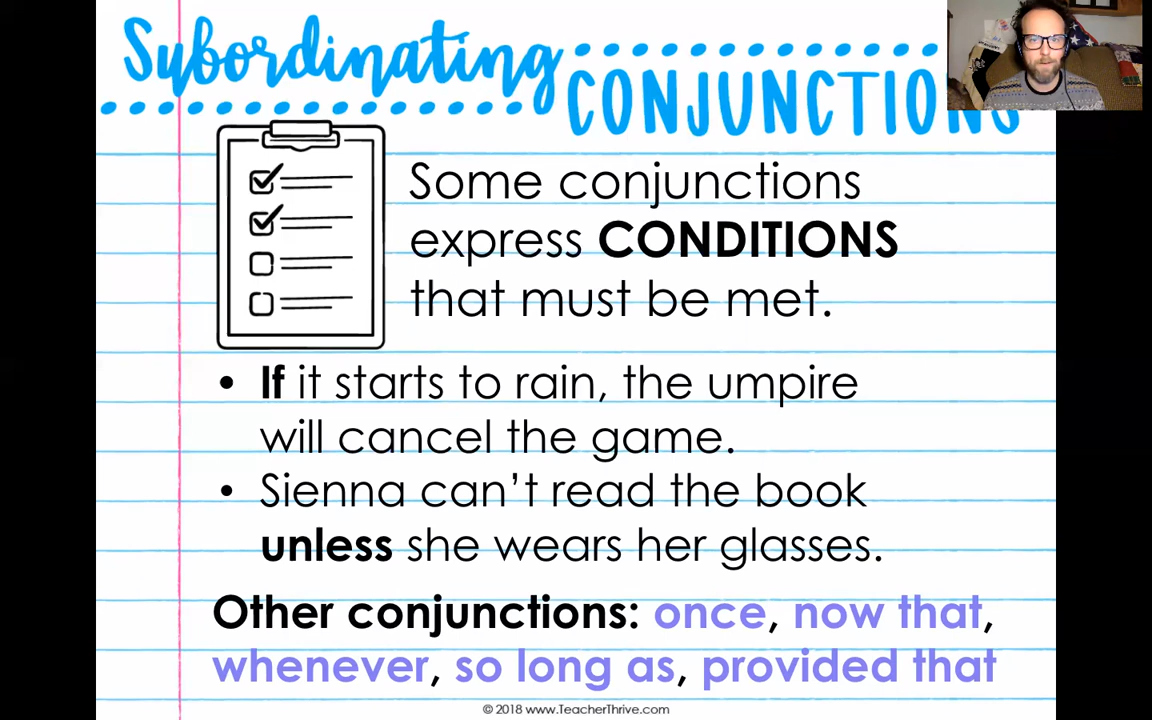 Subordinating
CONJUNCTIONS
Some conjunctions
express CONDITIONS
that must be met.
• If it starts to rain, the umpire
will cancel the game.
• Sienna can’t read the book
unless she wears her glasses.
Other conjunctions: once, now that,
whenever, so long as, provided that
© 2018 www.TeacherThrive.com